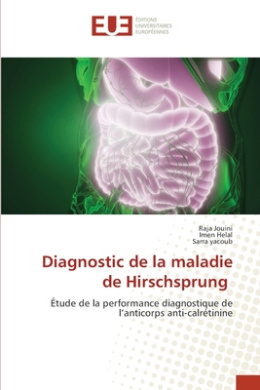 ÉDITIONS
UNIVERSITAIRES
EUROPÉENNES
Raja Jouini
Imen Helal
Sarra yacoub
Diagnostic de la maladie
de Hirschsprung
Étude de la performance diagnostique de
l'anticorps anti-calrétinine